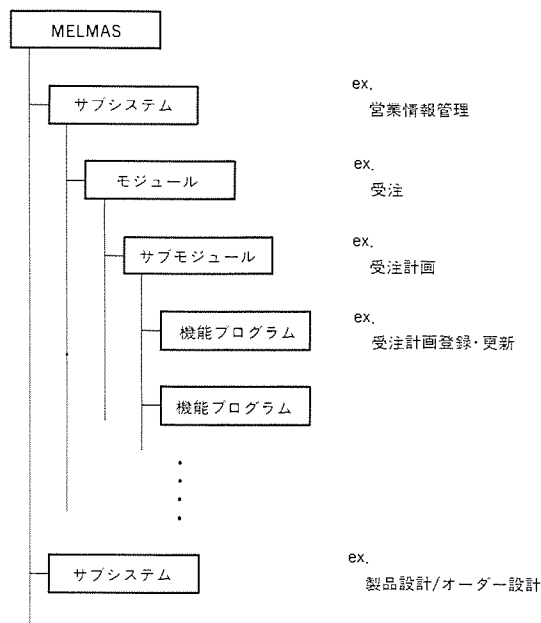 MELMAS
サブシステム
ex.
営業情報管理
モジュール
ex.
受注
サブモジュール
ex.
受注計画
機能プログラム
ex.
受注計画登録・更新
機能プログラム
サブシステム
ex.
製品設計/オーダー設計